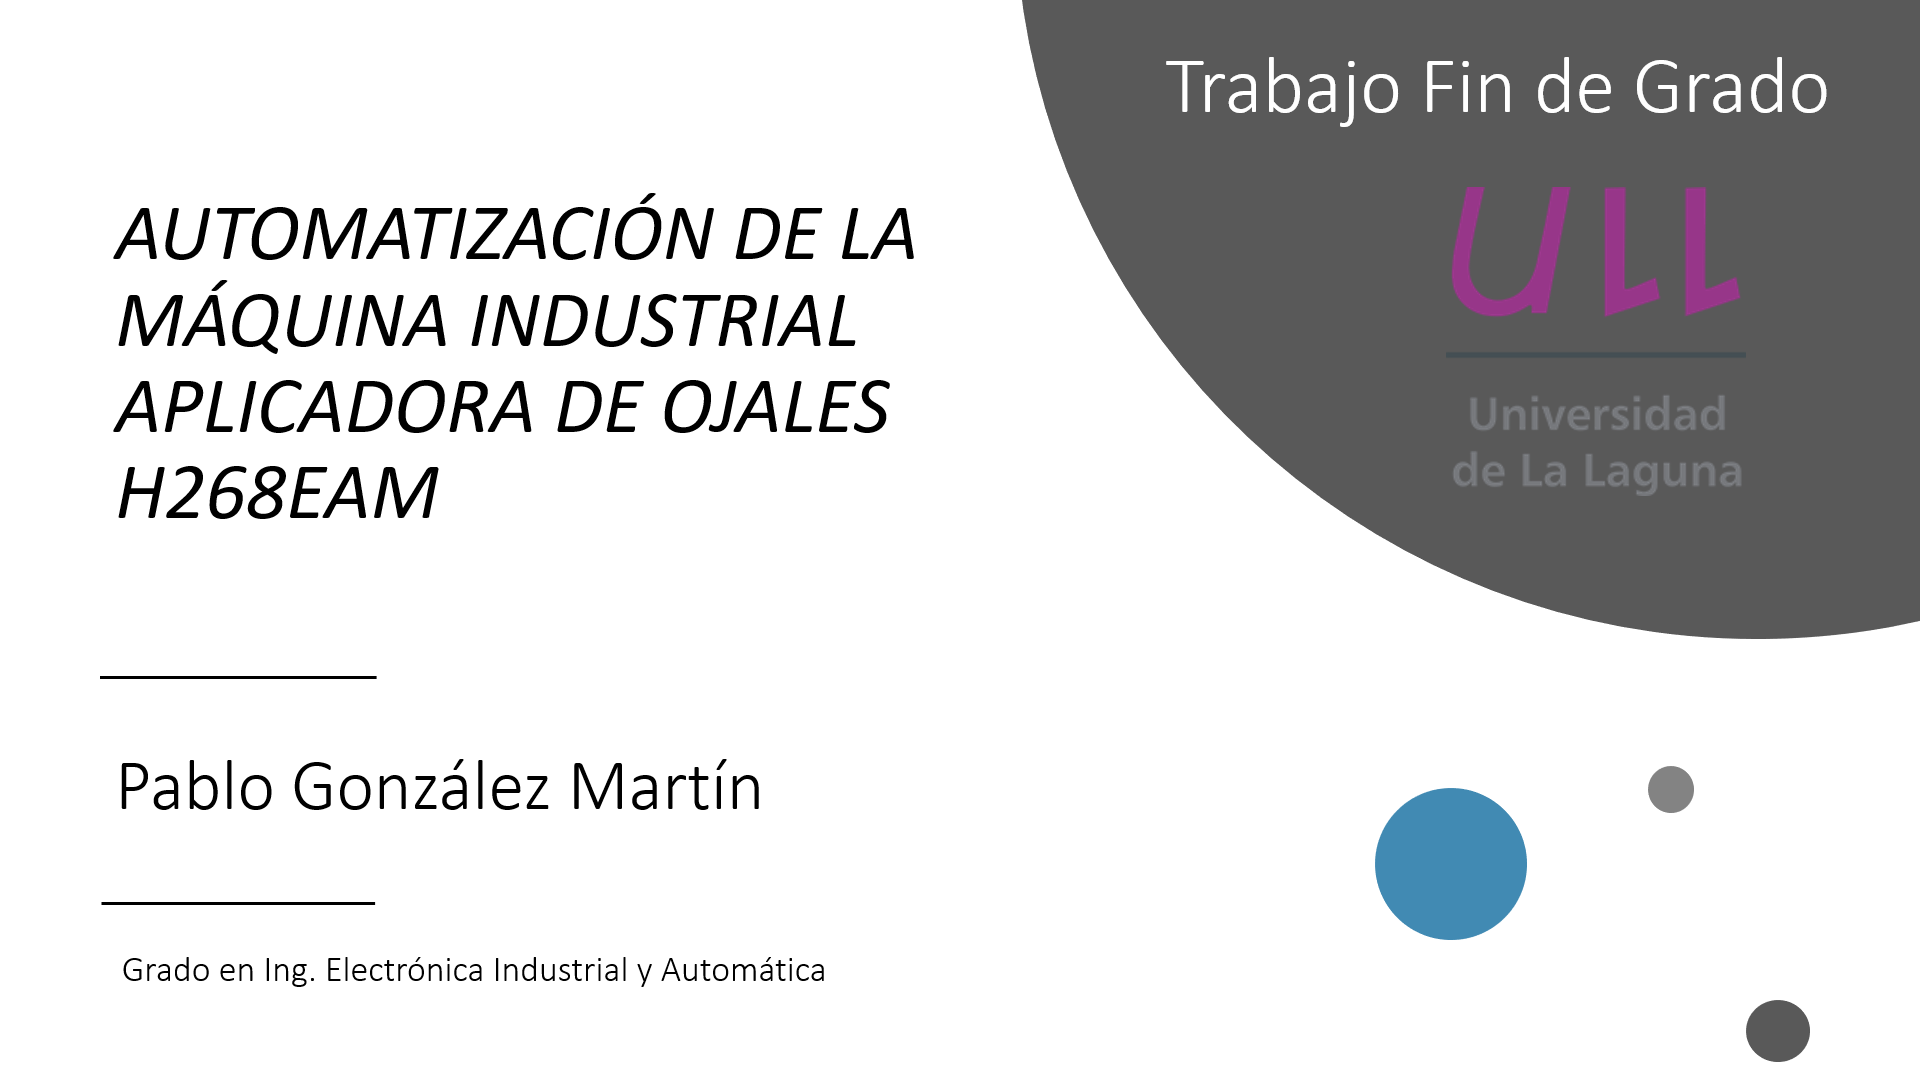 Trabajo Fin de Grado
ull
Universidad
de La Laguna
AUTOMATIZACIÓN DE LA
MÁQUINA INDUSTRIAL
APLICADORA DE OJALES
H268EAM
Pablo González Martín
Grado en Ing. Electrónica Industrial y Automática